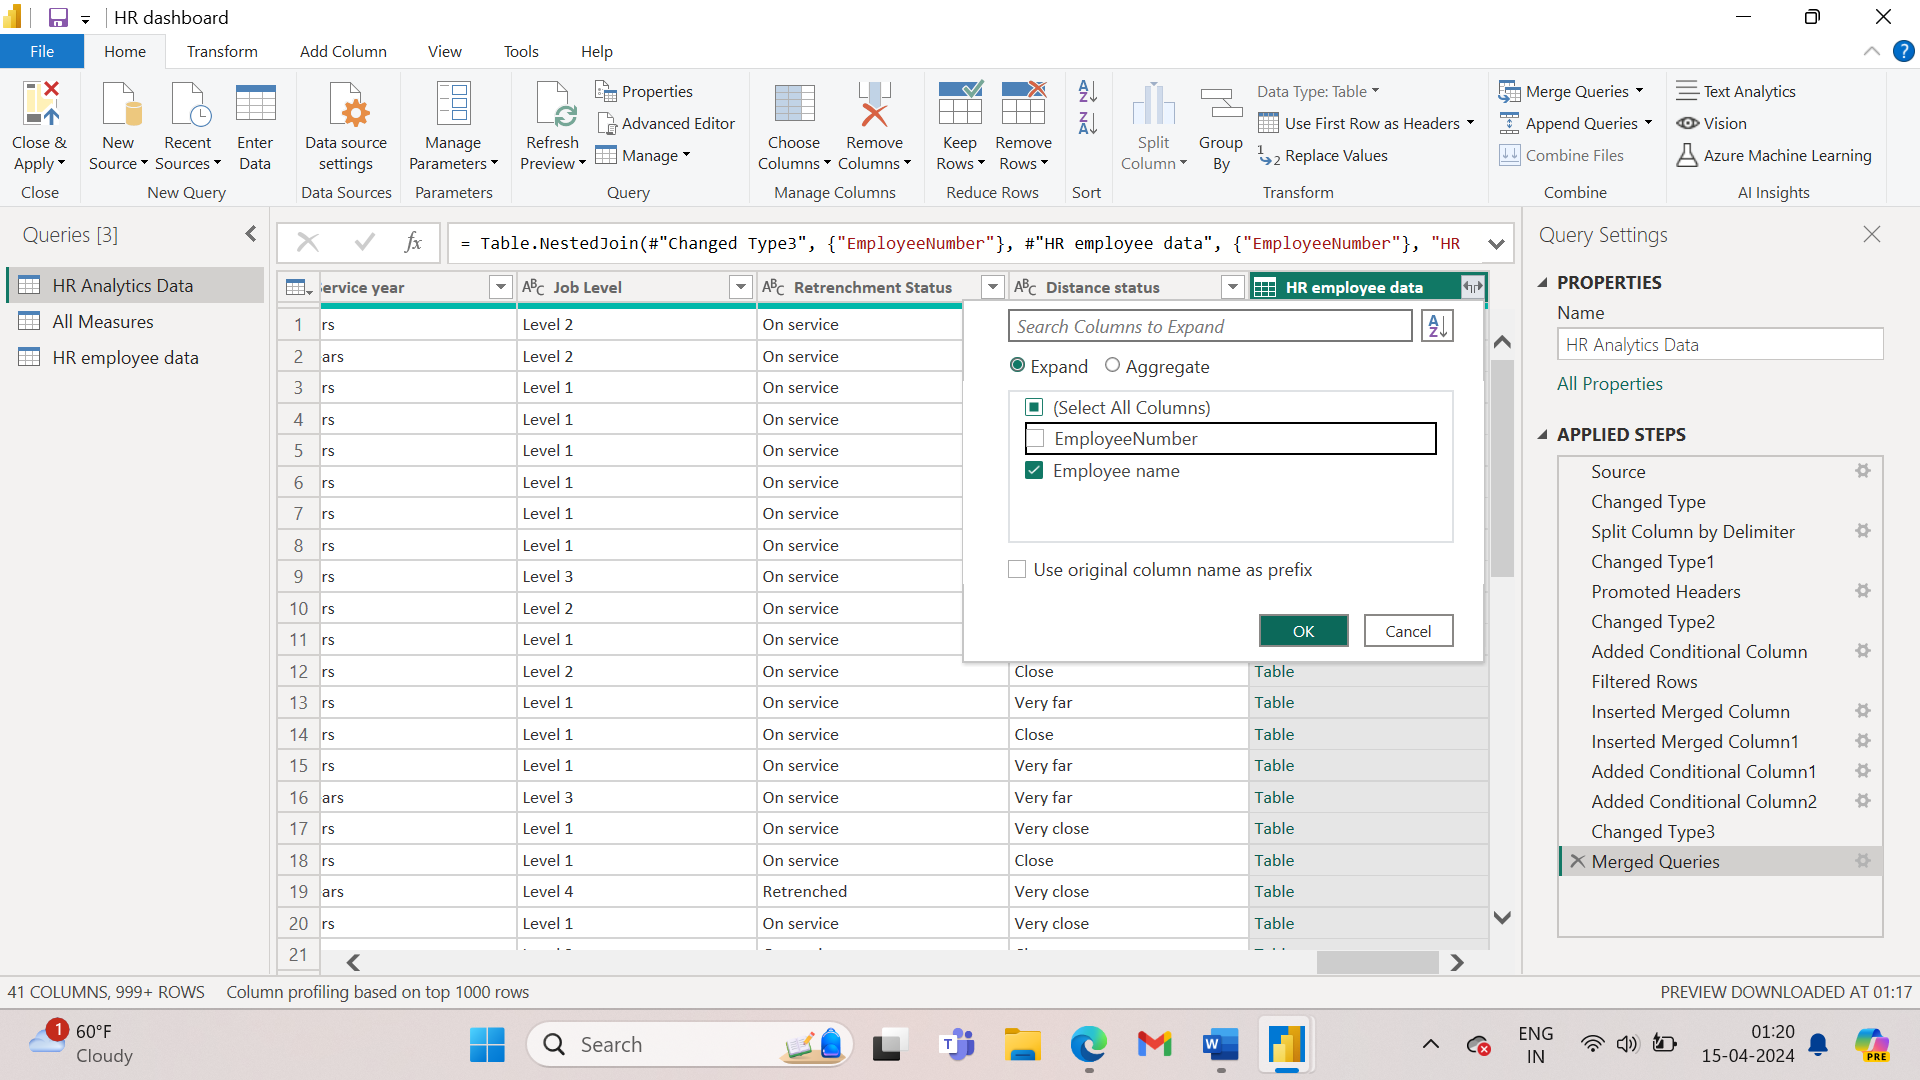 HR dashboard
File Home Transform Add Column View Tools Help
Close & Apply
Close
New Source
Recent Sources
Enter Data
New Query
Data source settings
Data Sources
Manage Parameters
Parameters
Refresh Preview
Properties
Advanced Editor
Manage
Query
Choose Columns
Remove Columns
Manage Columns
Keep Rows
Remove Rows
Reduce Rows
Sort
Split Column
Group By
Data Type: Table
Use First Row as Headers
Replace Values
Transform
Merge Queries
Append Queries
Combine Files
Combine
Text Analytics
Vision
Azure Machine Learning
AI Insights
Queries [3]
HR Analytics Data
All Measures
HR employee data
fx = Table.NestedJoin(#"Changed Type3", {"EmployeeNumber"}, #"HR employee data", {"EmployeeNumber"}, "HR
ervice year ABC Job Level ABC Retrenchment Status ABC Distance status HR employee data
1 rs Level 2 On service
2 ars Level 2 On service
3 rs Level 1 On service
4 rs Level 1 On service
5 rs Level 1 On service
6 rs Level 1 On service
7 rs Level 1 On service
8 rs Level 1 On service
9 rs Level 3 On service
10 rs Level 2 On service
11 rs Level 1 On service
12 rs Level 2 On service Close Table
13 rs Level 1 On service Very far Table
14 rs Level 1 On service Close Table
15 rs Level 1 On service Very far Table
16 ars Level 3 On service Very far Table
17 rs Level 1 On service Very close Table
18 rs Level 1 On service Close Table
19 ars Level 4 Retrenched Very close Table
20 rs Level 1 On service Very close Table
21
Search Columns to Expand
Expand Aggregate
(Select All Columns)
EmployeeNumber
Employee name
Use original column name as prefix
OK Cancel
Query Settings
PROPERTIES
Name
HR Analytics Data
All Properties
APPLIED STEPS
Source
Changed Type
Split Column by Delimiter
Changed Type1
Promoted Headers
Changed Type2
Added Conditional Column
Filtered Rows
Inserted Merged Column
Inserted Merged Column1
Added Conditional Column1
Added Conditional Column2
Changed Type3
Merged Queries
41 COLUMNS, 999+ ROWS Column profiling based on top 1000 rows PREVIEW DOWNLOADED AT 01:17
1 60°F
Cloudy
Search
ENG
IN
01:20
15-04-2024
PRE